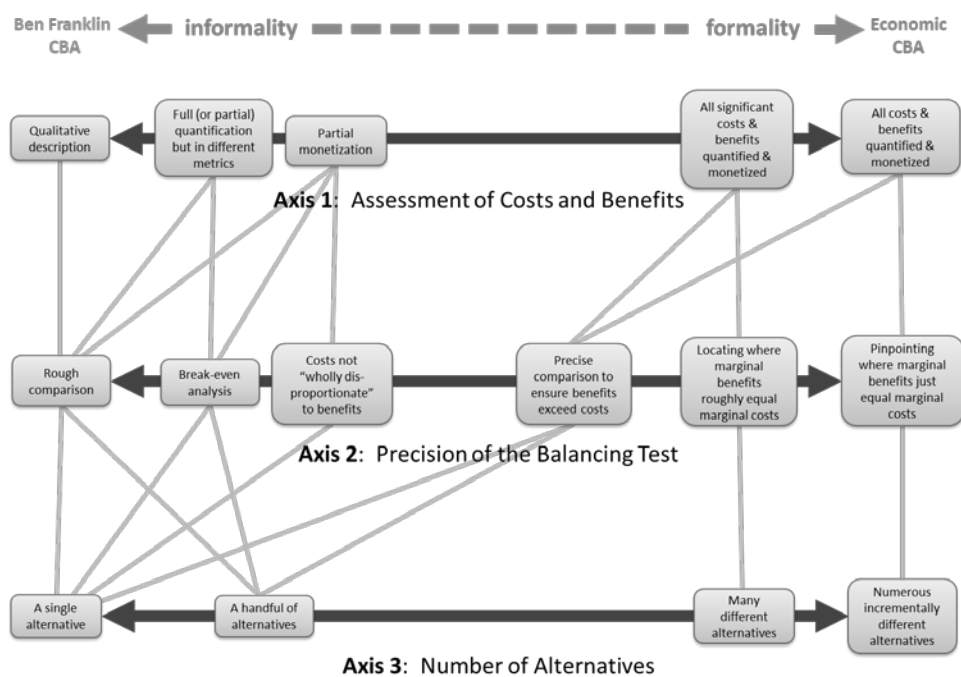 Ben Franklin
CBA
informality
formality
Economic
CBA
Qualitative
description
Full (or partial)
quantification
but in different
metrics
Partial
monetization
All significant
costs &
benefits
quantified &
monetized
All costs &
benefits
quantified &
monetized
Axis 1: Assessment of Costs and Benefits
Rough
comparison
Break-even
analysis
Costs not
“wholly dis-
proportionate”
to benefits
Precise
comparison to
ensure benefits
exceed costs
Locating where
marginal
benefits
roughly equal
marginal costs
Pinpointing
where marginal
benefits just
equal marginal
costs
Axis 2: Precision of the Balancing Test
A single
alternative
A handful of
alternatives
Many
different
alternatives
Numerous
incrementally
different
alternatives
Axis 3: Number of Alternatives